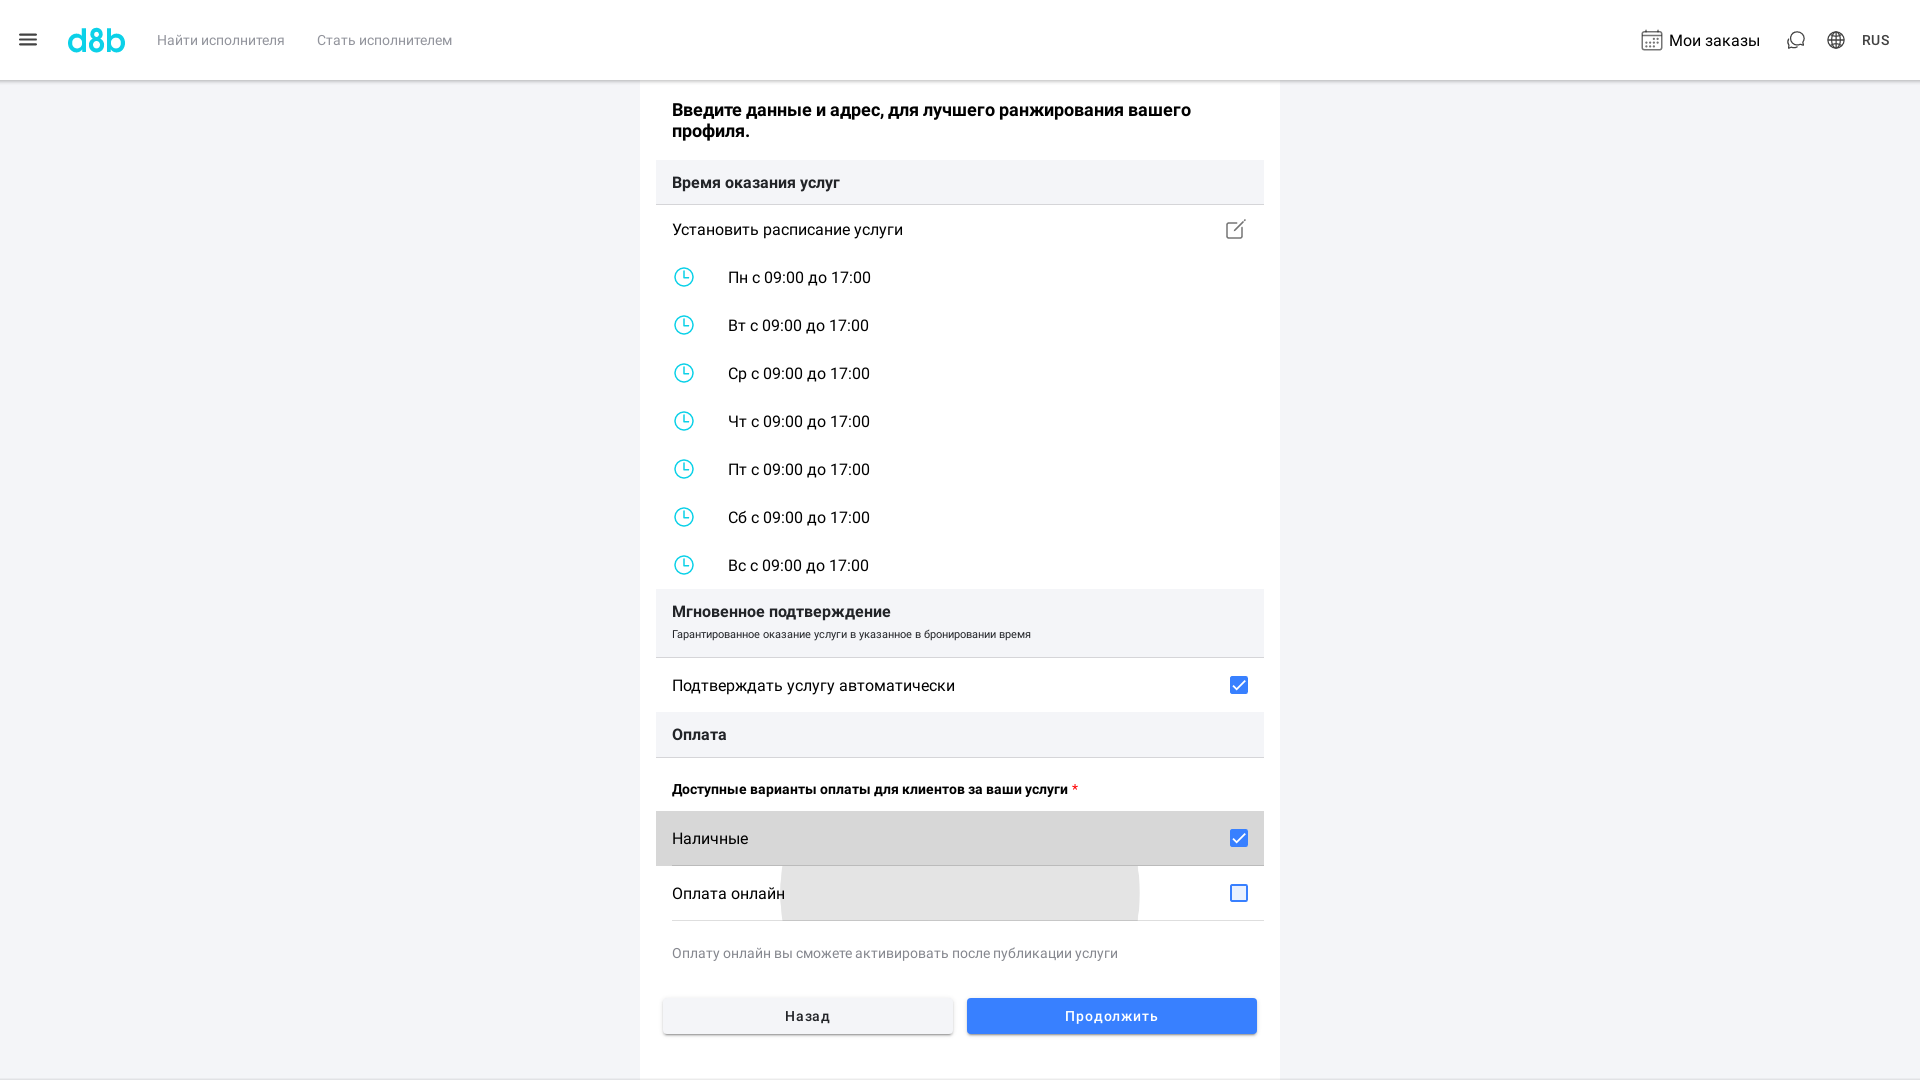 d8b
Найти исполнителя
Стать исполнителем
Мои заказы
RUS
Введите данные и адрес, для лучшего ранжирования вашего
профиля.
Время оказания услуг
Установить расписание услуги
Пн с 09:00 до 17:00
Вт с 09:00 до 17:00
Ср с 09:00 до 17:00
Чт с 09:00 до 17:00
Пт с 09:00 до 17:00
Сб с 09:00 до 17:00
Вс с 09:00 до 17:00
Мгновенное подтверждение
Гарантированное оказание услуги в указанное в бронировании время
Подтверждать услугу автоматически
Оплата
Доступные варианты оплаты для клиентов за ваши услуги *
Наличные
Оплата онлайн
Оплату онлайн вы сможете активировать после публикации услуги
Назад
Продолжить